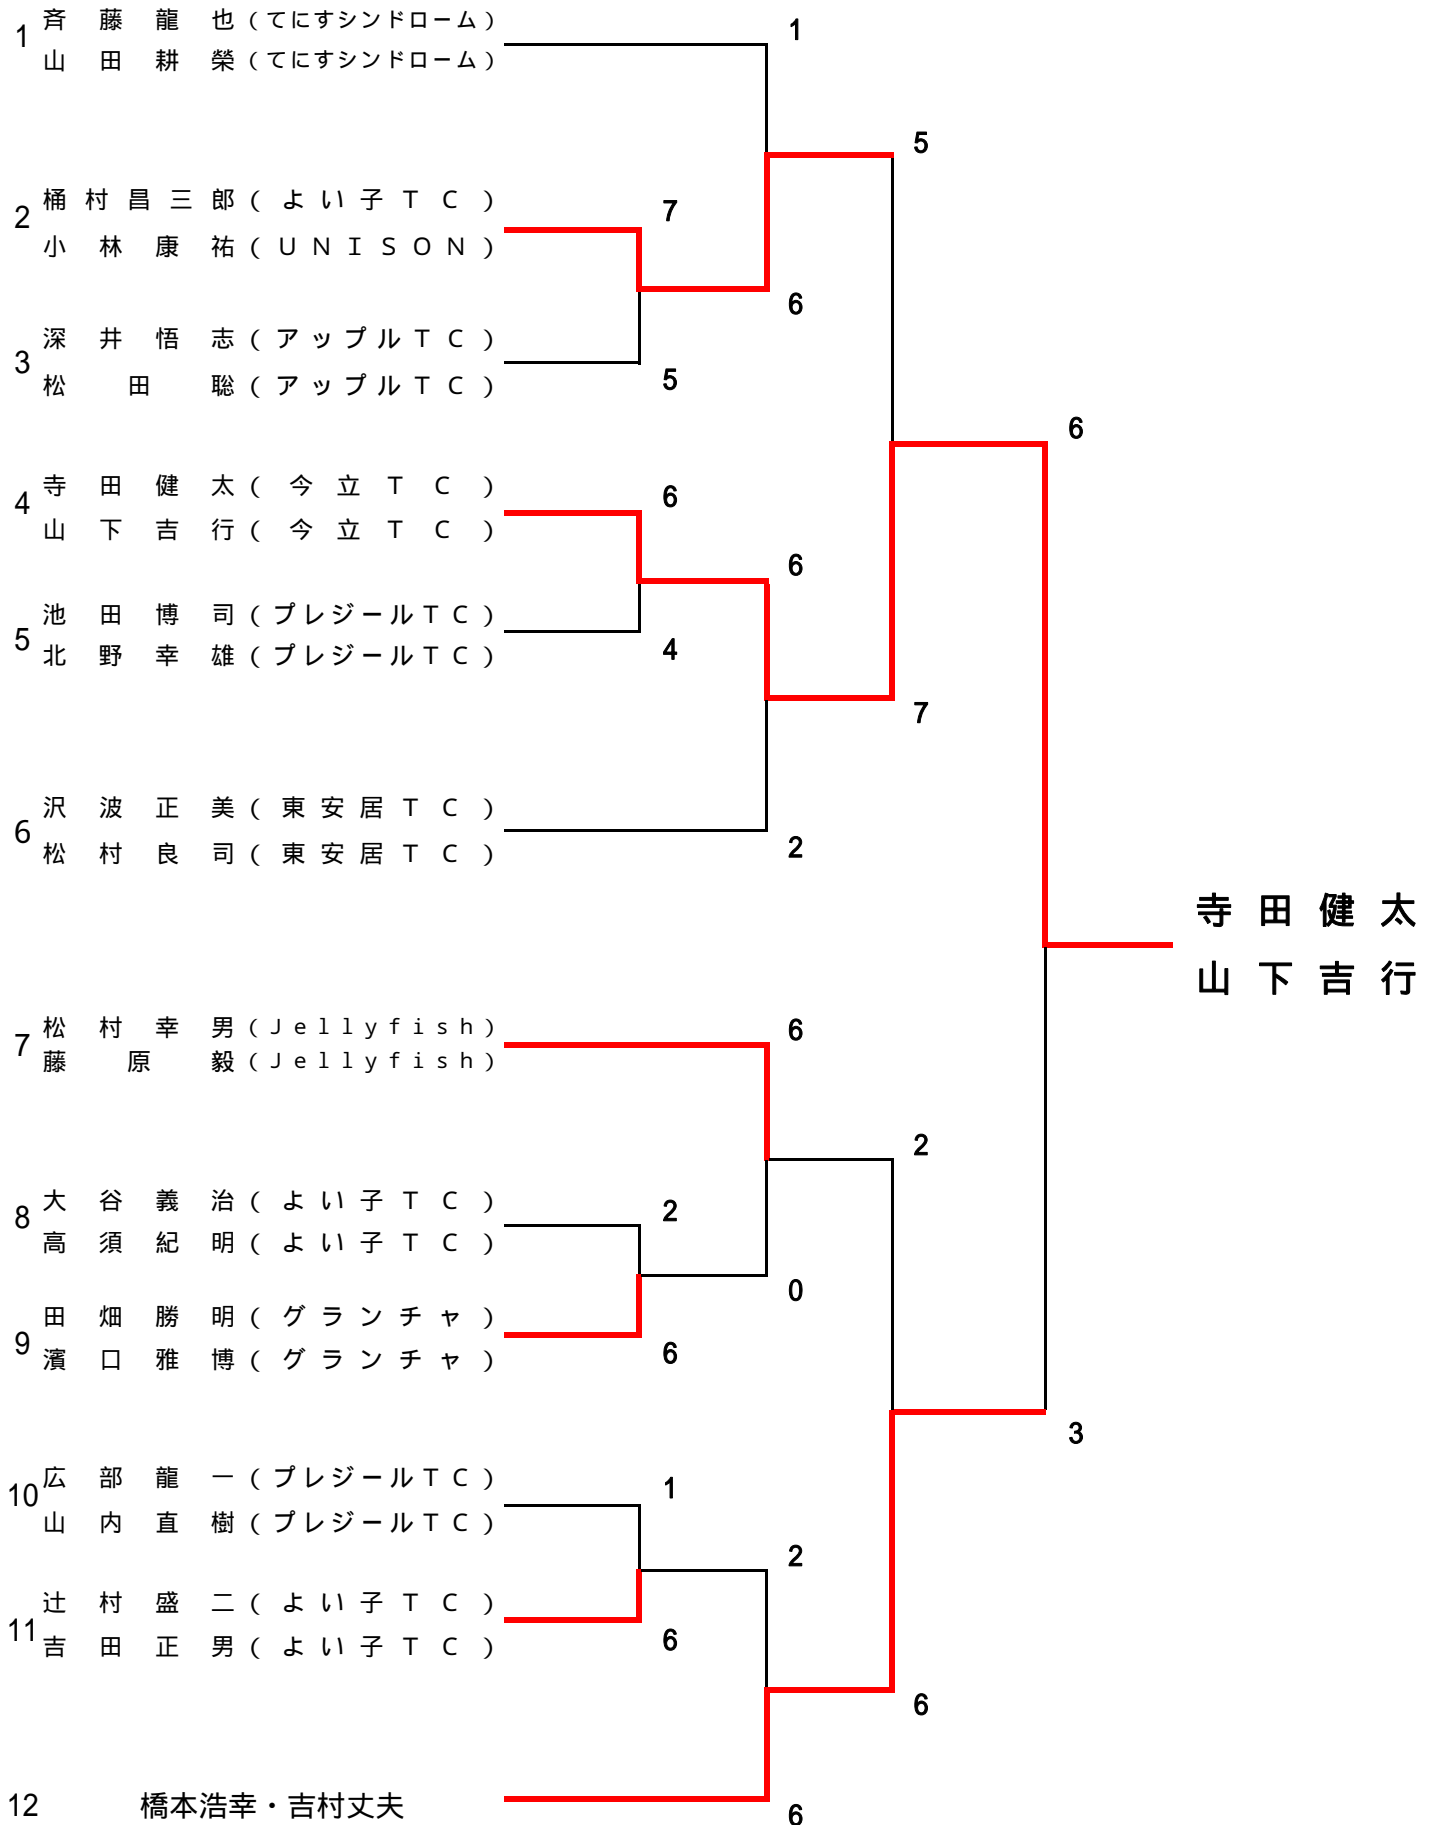 1
斉藤龍也(てにすシンドローム)
山田耕榮(てにすシンドローム)
1
5
2
桶村昌三郎(よい子TC)
小林康祐(UNISON)
7
6
3
深井悟志(アップルTC)
松田聡(アップルTC)
5
6
4
寺田健太(今立TC)
山下吉行(今立TC)
6
6
5
池田博司(プレジールTC)
北野幸雄(プレジールTC)
4
7
6
沢波正美(東安居TC)
松村良司(東安居TC)
2
寺田健太
山下吉行
7
松村幸男(Jellyfish)
藤原毅(Jellyfish)
6
2
8
大谷義治(よい子TC)
高須紀明(よい子TC)
2
0
9
田畑勝明(グランチャ)
濱口雅博(グランチャ)
6
3
10
広部龍一(プレジールTC)
山内直樹(プレジールTC)
1
2
11
辻村盛二(よい子TC)
吉田正男(よい子TC)
6
6
12
橋本浩幸・吉村丈夫
6